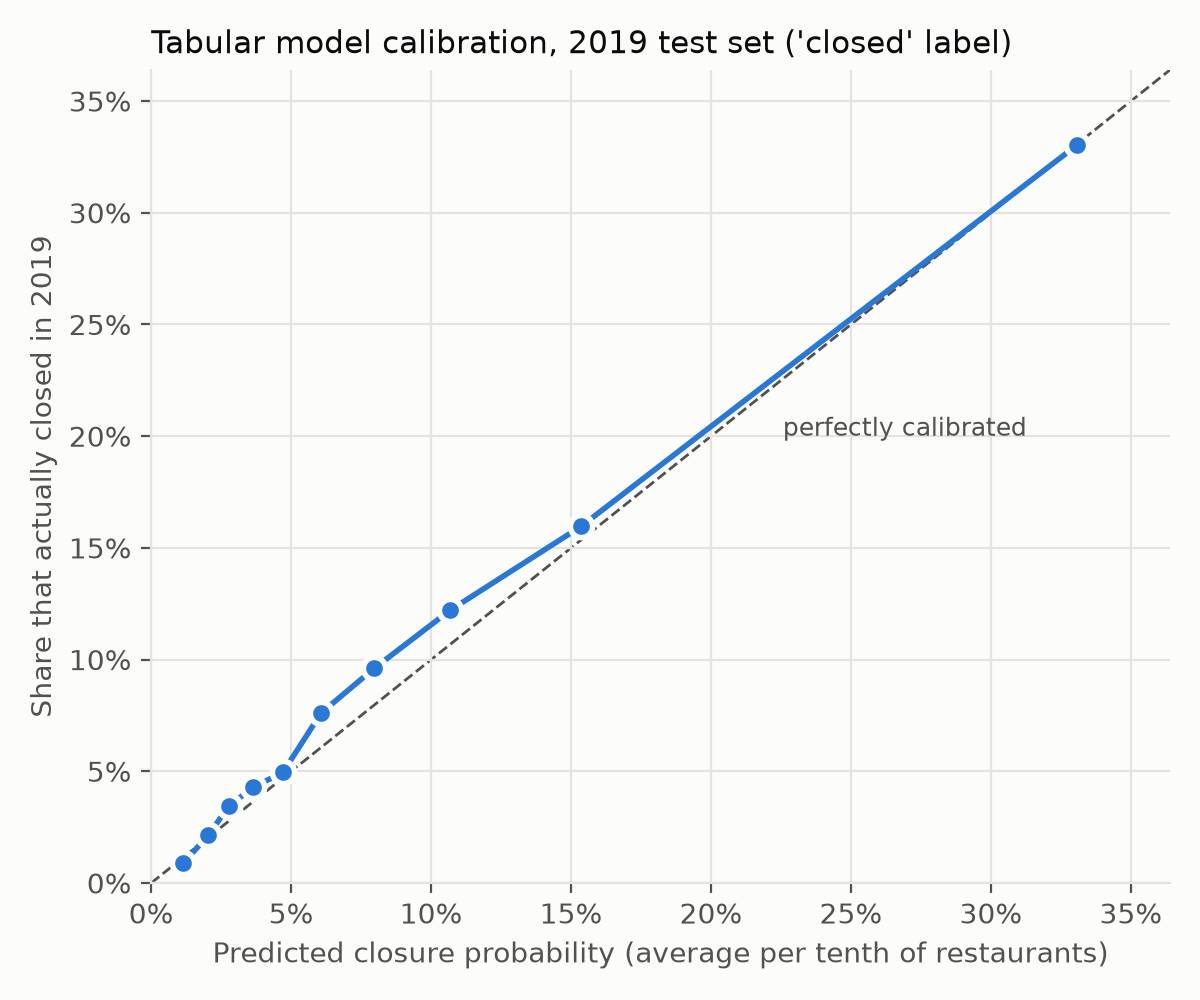 Tabular model calibration, 2019 test set ('closed' label)
Share that actually closed in 2019
35%
30%
25%
20%
15%
10%
5%
0%
perfectly calibrated
0% 5% 10% 15% 20% 25% 30% 35%
Predicted closure probability (average per tenth of restaurants)